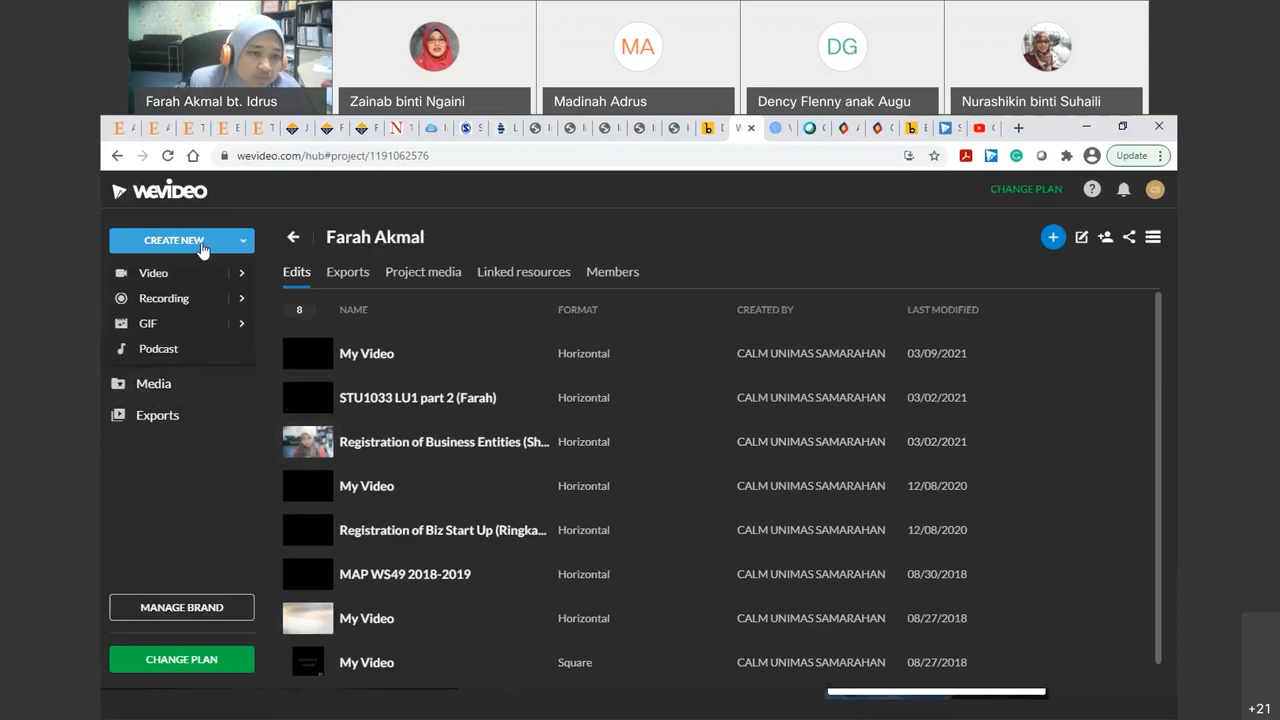 MA
DG
Farah Akmal bt. Idrus
Zainab binti Ngaini
Madinah Adrus
Dency Flenny anak Augu
Nurashikin binti Suhaili
wevideo.com/hub#project/1191062576
Update
wevideo
CHANGE PLAN
CS
CREATE NEW
Farah Akmal
Video
Recording
GIF
Podcast
Media
Exports
MANAGE BRAND
CHANGE PLAN
Edits Exports Project media Linked resources Members
8 NAME FORMAT CREATED BY LAST MODIFIED
My Video Horizontal CALM UNIMAS SAMARAHAN 03/09/2021
STU1033 LU1 part 2 (Farah) Horizontal CALM UNIMAS SAMARAHAN 03/02/2021
Registration of Business Entities (Sh... Horizontal CALM UNIMAS SAMARAHAN 03/02/2021
My Video Horizontal CALM UNIMAS SAMARAHAN 12/08/2020
Registration of Biz Start Up (Ringka... Horizontal CALM UNIMAS SAMARAHAN 12/08/2020
MAP WS49 2018-2019 Horizontal CALM UNIMAS SAMARAHAN 08/30/2018
My Video Horizontal CALM UNIMAS SAMARAHAN 08/27/2018
My Video Square CALM UNIMAS SAMARAHAN 08/27/2018
+21